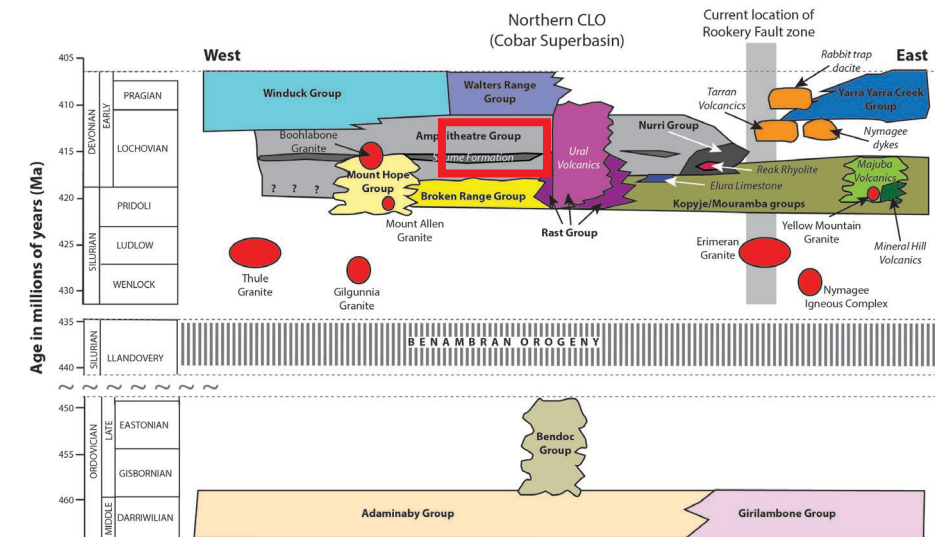 Northern CLO
(Cobar Superbasin)
Current location of
Rookery Fault zone
West
East
Age in millions of years (Ma)
405
410
415
420
425
430
435
440
450
455
460
DEVONIAN
EARLY
PRAGIAN
LOCHOVIAN
SILURIAN
PRIDOLI
LUDLOW
WENLOCK
SILURIAN
LLANDOVERY
ORDOVICIAN
LATE
EASTONIAN
GISBORNIAN
MIDDLE
DARRIWILIAN
Winduck Group
Walters Range
Group
Rabbit trap
dacite
Yarra Yarra Creek
Group
Tarran
Volcancics
Nymagee
dykes
Boohlabone
Granite
Amphitheatre Group
Formation
Ural
Volcanics
Nurri Group
Reak Rhyolite
Elura Limestone
Majuba
Volcanics
? ? ?
Mount Hope
Group
Broken Range Group
Kopyje/Mouramba groups
Mount Allen
Granite
Rast Group
Yellow Mountain
Granite
Mineral Hill
Volcanics
Thule
Granite
Gilgunnia
Granite
Erimeran
Granite
Nymagee
Igneous Complex
BENAMBRAN OROGENY
Bendoc
Group
Adaminaby Group
Girilambone Group